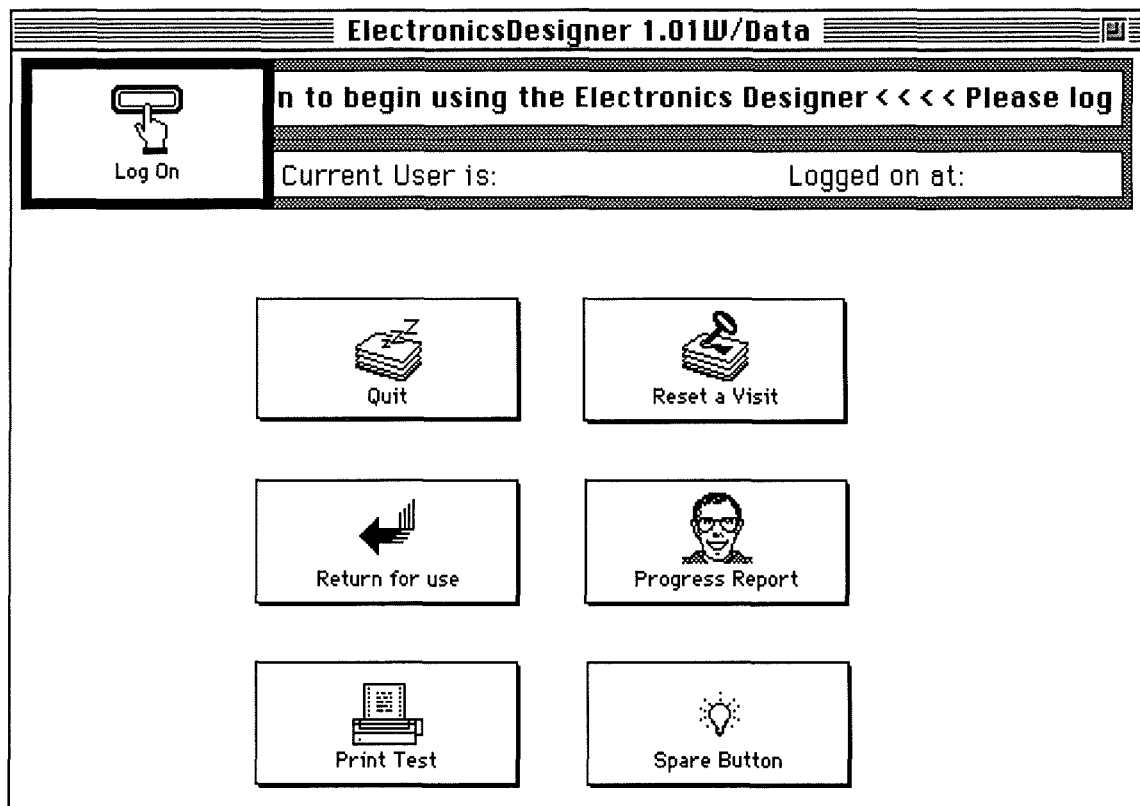 ElectronicsDesigner 1.01W/Data
n to begin using the Electronics Designer < < < < Please log
Log On
Current User is: Logged on at:
Quit
Reset a Visit
Return for use
Progress Report
Print Test
Spare Button